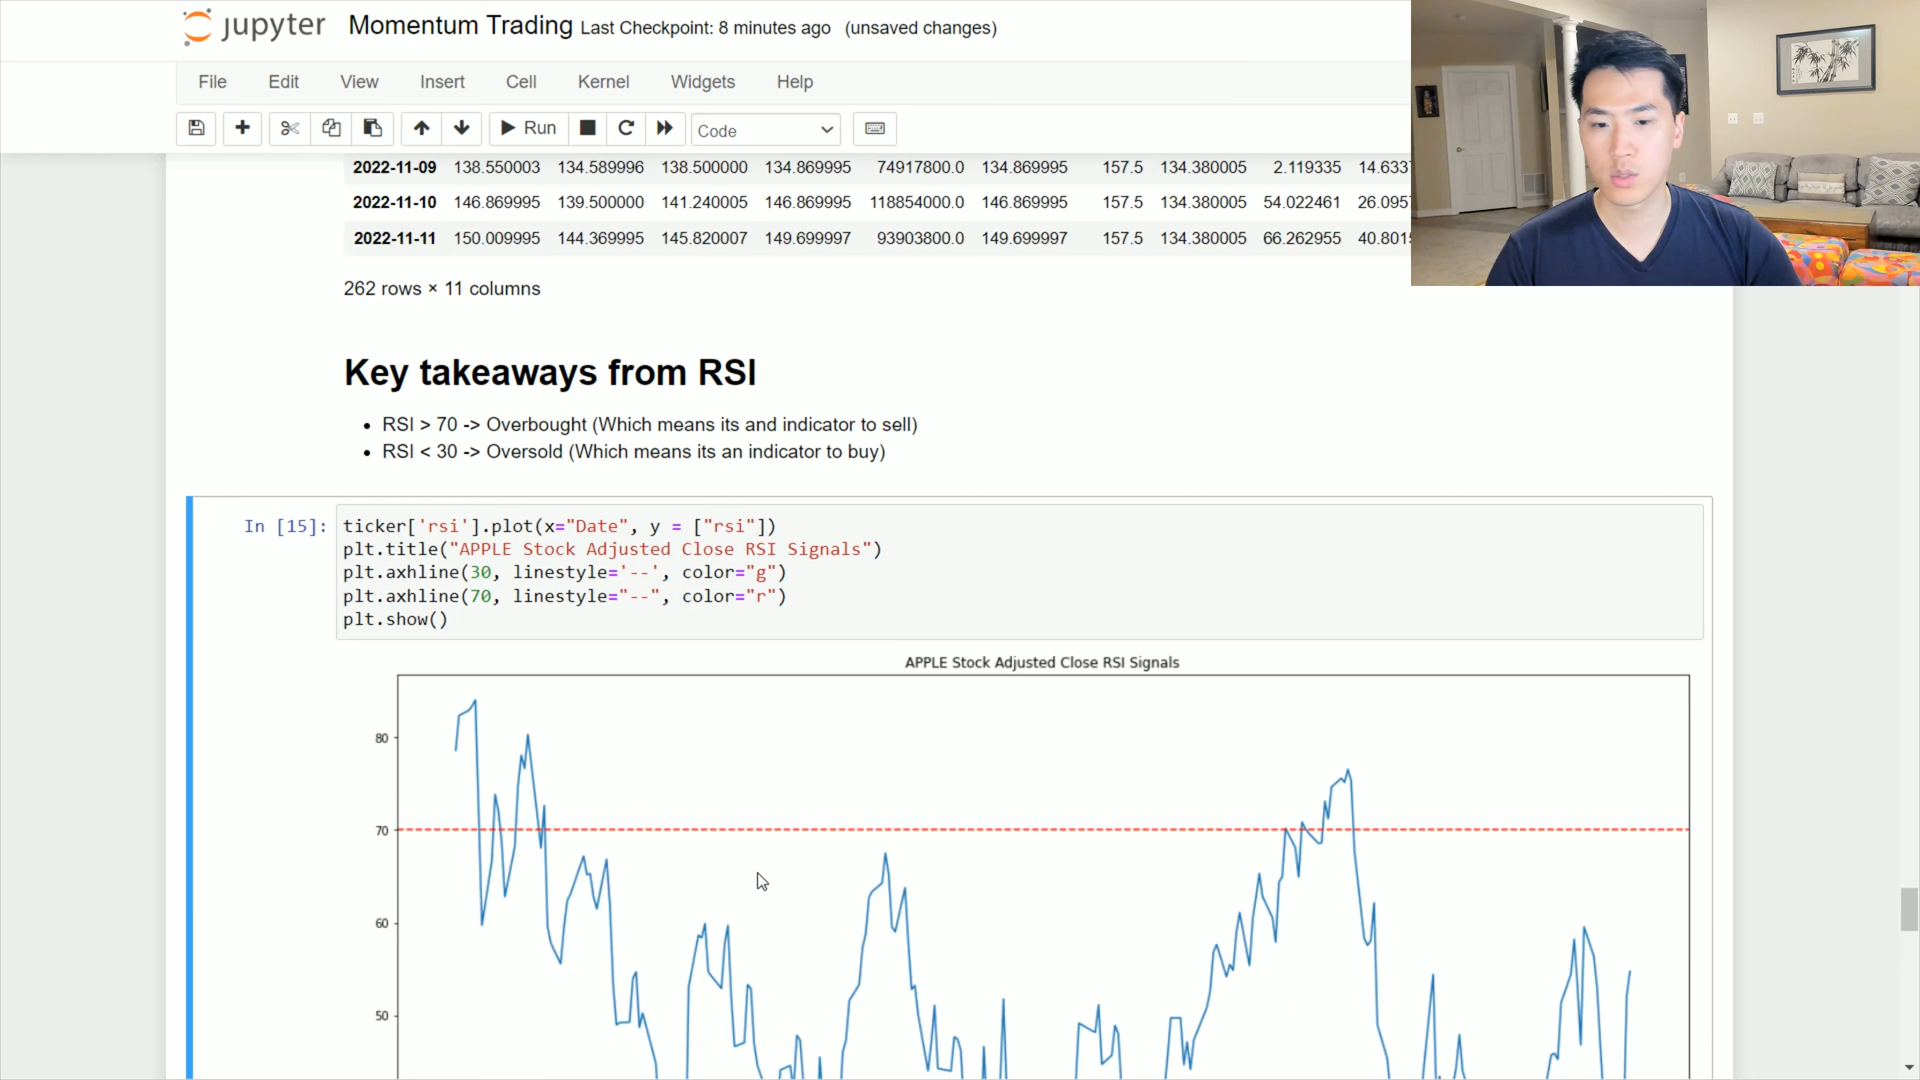 jupyter Momentum Trading Last Checkpoint: 8 minutes ago (unsaved changes)
File Edit View Insert Cell Kernel Widgets Help
Run Code
2022-11-09 138.550003 134.589996 138.500000 134.869995 74917800.0 134.869995 157.5 134.380005 2.119335 14.633
2022-11-10 146.869995 139.500000 141.240005 146.869995 118854000.0 146.869995 157.5 134.380005 54.022461 26.095
2022-11-11 150.009995 144.369995 145.820007 149.699997 93903800.0 149.699997 157.5 134.380005 66.262955 40.801
262 rows × 11 columns
Key takeaways from RSI
• RSI > 70 -> Overbought (Which means its and indicator to sell)
• RSI < 30 -> Oversold (Which means its an indicator to buy)
In [15]: ticker['rsi'].plot(x="Date", y = ["rsi"])
plt.title("APPLE Stock Adjusted Close RSI Signals")
plt.axhline(30, linestyle='--', color="g")
plt.axhline(70, linestyle="--", color="r")
plt.show()
APPLE Stock Adjusted Close RSI Signals
80
70
60
50